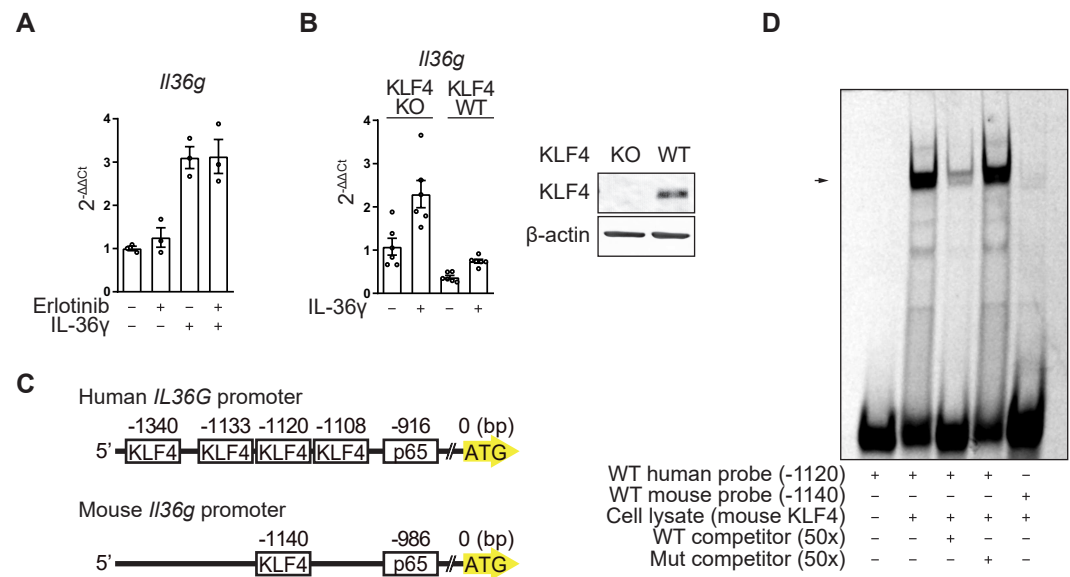 A
Il36g
2-ΔΔCt
4
3
2
1
0
Erlotinib – + – +
IL-36γ – – + +
B
Il36g
KLF4 KLF4
KO WT
2-ΔΔCt
4
3
2
1
0
IL-36γ – + – +
KLF4 KO WT
KLF4
β-actin
C
Human IL36G promoter
-1340 -1133 -1120 -1108 -916 0 (bp)
5’ KLF4 KLF4 KLF4 KLF4 p65 // ATG
Mouse Il36g promoter
-1140 -986 0 (bp)
5’ KLF4 p65 // ATG
D
WT human probe (-1120) + + + + –
WT mouse probe (-1140) – – – – +
Cell lysate (mouse KLF4) – + + + +
WT competitor (50x) – – + – –
Mut competitor (50x) – – – + –